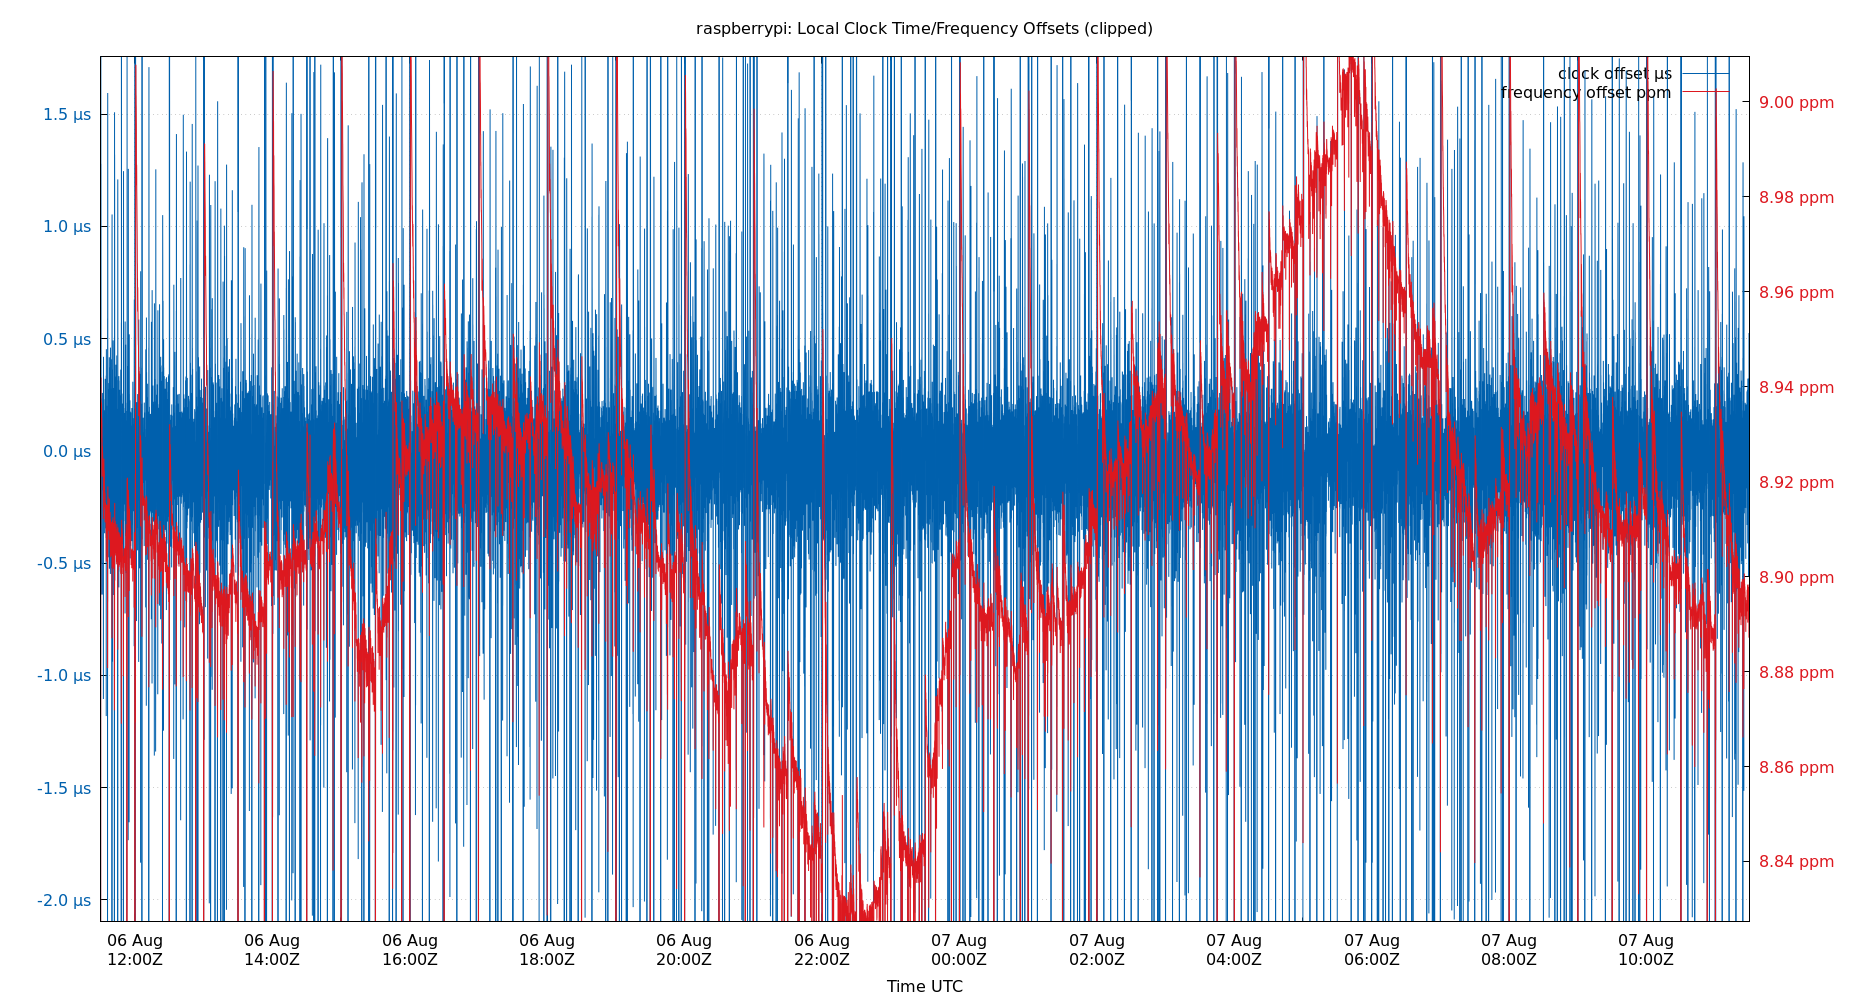 raspberrypi: Local Clock Time/Frequency Offsets (clipped)
clock offset µs
frequency offset ppm
1.5 µs
1.0 µs
0.5 µs
0.0 µs
-0.5 µs
-1.0 µs
-1.5 µs
-2.0 µs
9.00 ppm
8.98 ppm
8.96 ppm
8.94 ppm
8.92 ppm
8.90 ppm
8.88 ppm
8.86 ppm
8.84 ppm
06 Aug 06 Aug 06 Aug 06 Aug 06 Aug 06 Aug 07 Aug 07 Aug 07 Aug 07 Aug 07 Aug 07 Aug
12:00Z 14:00Z 16:00Z 18:00Z 20:00Z 22:00Z 00:00Z 02:00Z 04:00Z 06:00Z 08:00Z 10:00Z
Time UTC